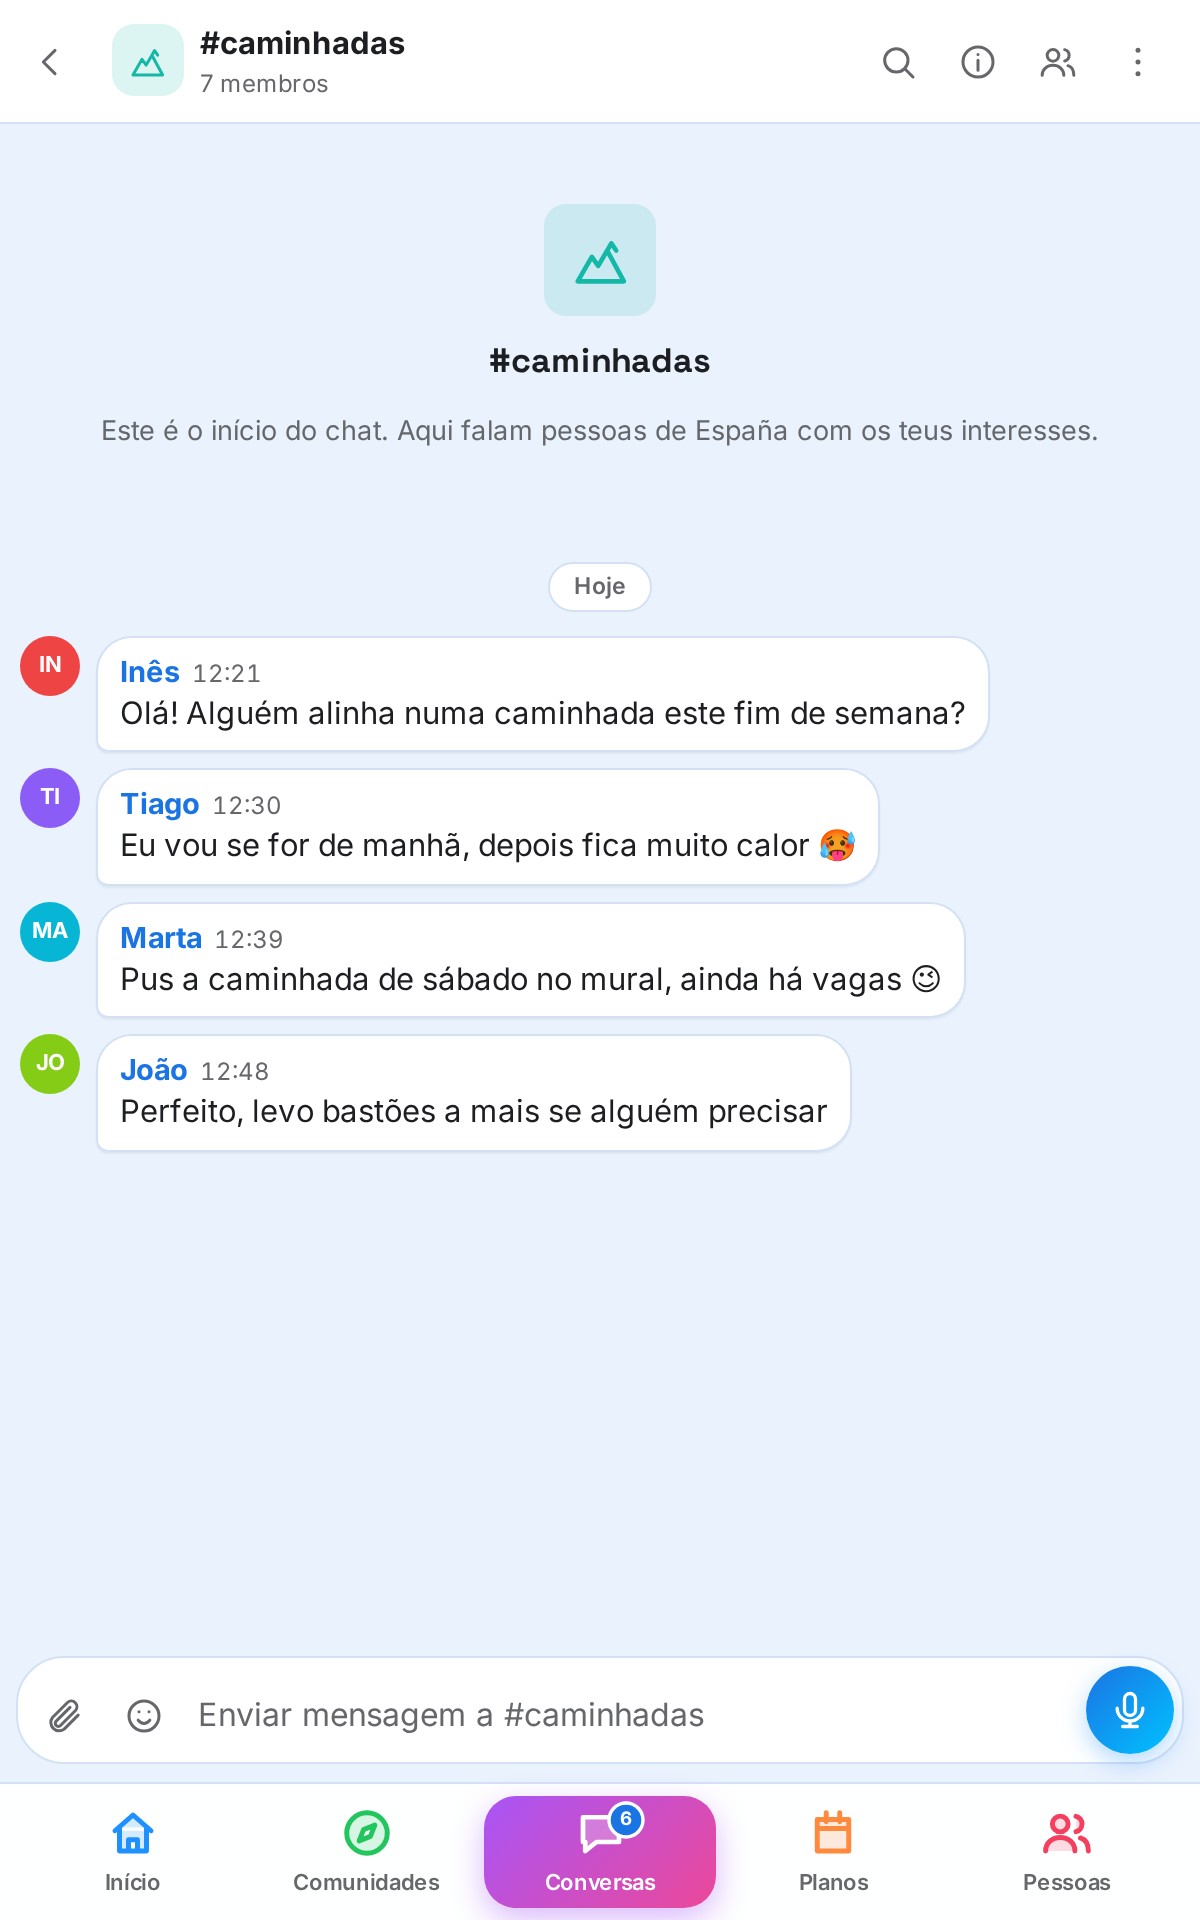 #caminhadas
7 membros
#caminhadas
Este é o início do chat. Aqui falam pessoas de España com os teus interesses.
Hoje
IN
Inês 12:21
Olá! Alguém alinha numa caminhada este fim de semana?
TI
Tiago 12:30
Eu vou se for de manhã, depois fica muito calor 🥵
MA
Marta 12:39
Pus a caminhada de sábado no mural, ainda há vagas 😉
JO
João 12:48
Perfeito, levo bastões a mais se alguém precisar
Enviar mensagem a #caminhadas
6
Início
Comunidades
Conversas
Planos
Pessoas